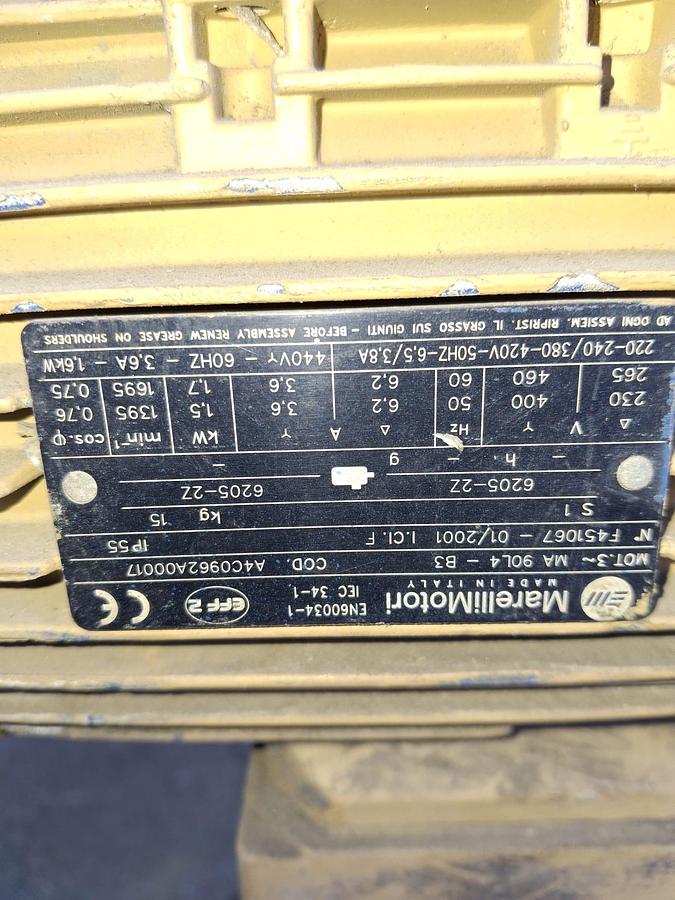 MarelliMotori EN60034-1 EFF2 CE
MADE IN ITALY IEC 34-1
MOT.3~ MA 90L4 - B3 COD. A4C0962A00017
N° F451067 - 01/2001 I.Cl.F IP55
S1 kg 15
6205-2Z 6205-2Z
- h. - g -
Δ V Y Hz Δ A Y kW min⁻¹ cos.φ
230 400 50 6,2 3,6 1,5 1395 0,76
265 460 60 6,2 3,6 1,7 1695 0,75
220-240/380-420V-50HZ-6,5/3,8A 440VY - 60HZ - 3,6A - 1,6kW
AD OGNI ASSIEM. RIPRIST. IL GRASSO SUI GIUNTI - BEFORE ASSEMBLY RENEW GREASE ON SHOULDERS